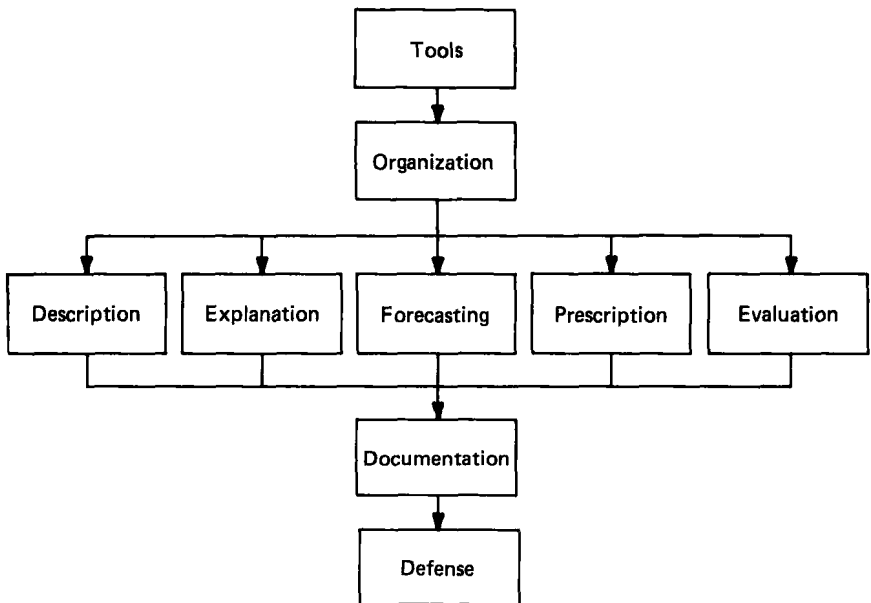 Tools
Organization
Description
Explanation
Forecasting
Prescription
Evaluation
Documentation
Defense